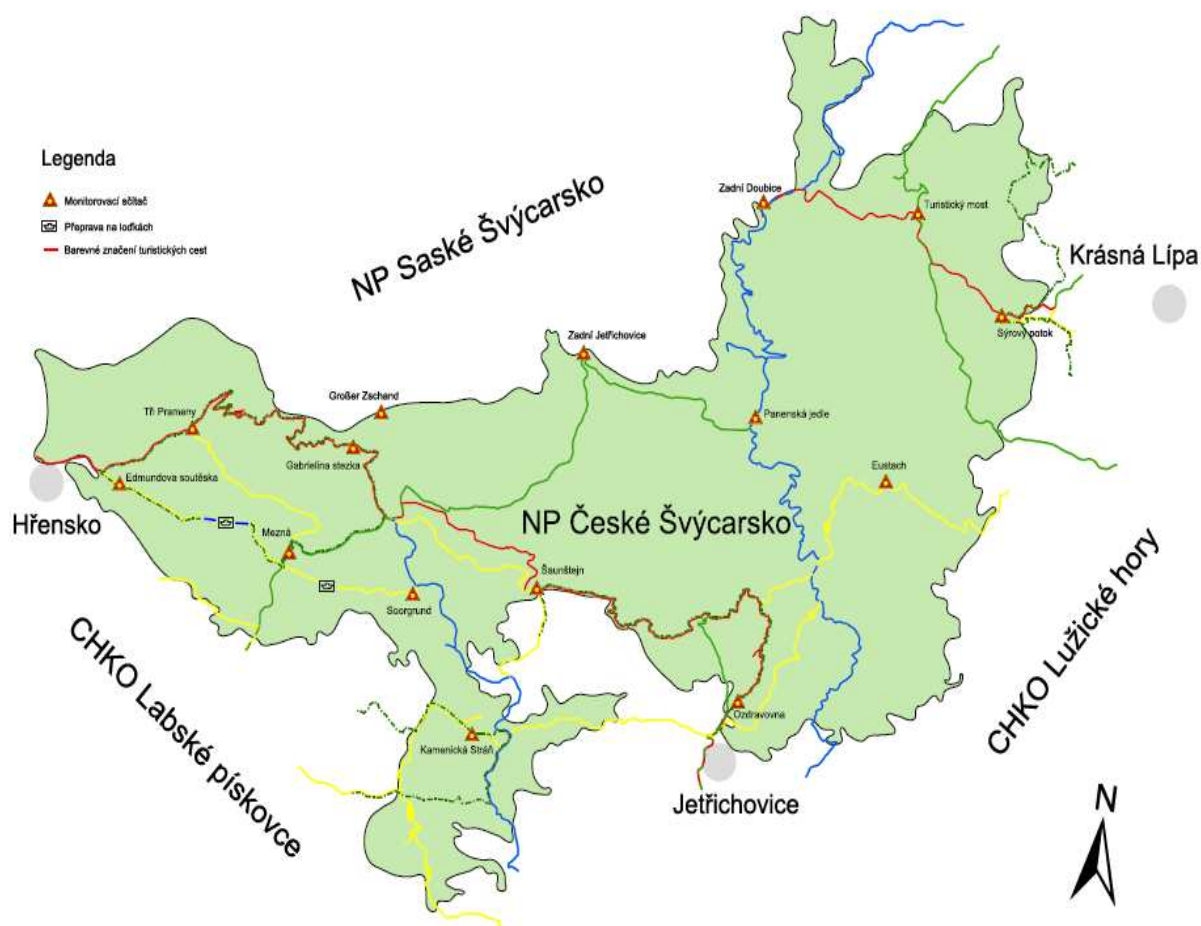 Legenda
Monitorovací sčítač
Přeprava na loďkách
Barevné značení turistických cest
NP Saské Švýcarsko
Zadní Doubice
Turistický most
Krásná Lípa
Sýrový potok
Zadní Jetřichovice
Großer Zschand
Tři Prameny
Gabrielina stezka
Panenská jedle
Edmundova soutěska
Eustach
Hřensko
NP České Švýcarsko
Mezná
Šaunštejn
Soorgrund
CHKO Labské pískovce
CHKO Lužické hory
Ozdravovna
Kamenická Stráň
Jetřichovice
N